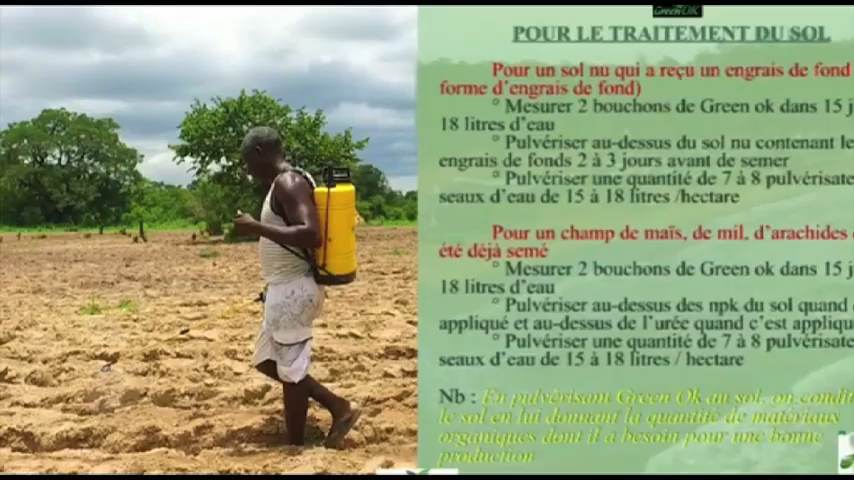 Green OK
POUR LE TRAITEMENT DU SOL
Pour un sol nu qui a reçu un engrais de fond
forme d'engrais de fond)
° Mesurer 2 bouchons de Green ok dans 15 j
18 litres d'eau
° Pulvériser au-dessus du sol nu contenant le
engrais de fonds 2 à 3 jours avant de semer
° Pulvériser une quantité de 7 à 8 pulvérisate
seaux d'eau de 15 à 18 litres /hectare
Pour un champ de maïs, de mil, d'arachides
été déjà semé
° Mesurer 2 bouchons de Green ok dans 15 j
18 litres d'eau
° Pulvériser au-dessus des npk du sol quand
appliqué et au-dessus de l'urée quand c'est appliqu
° Pulvériser une quantité de 7 à 8 pulvérisate
seaux d'eau de 15 à 18 litres / hectare
Nb : En pulvérisant Green Ok au sol, on condit
le sol en lui donnant la quantité de matériaux
organiques dont il à besoin pour une bonne
production